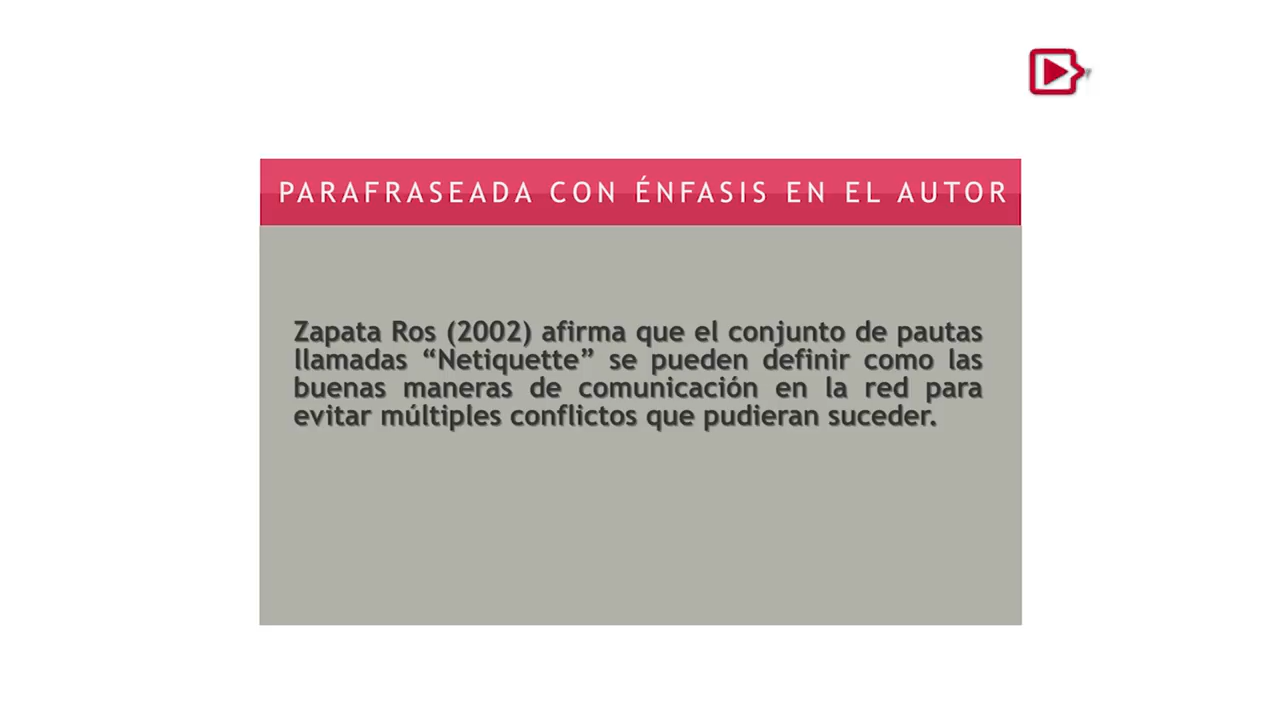 PARAFRASEADA CON ÉNFASIS EN EL AUTOR
Zapata Ros (2002) afirma que el conjunto de pautas
llamadas “Netiquette” se pueden definir como las
buenas maneras de comunicación en la red para
evitar múltiples conflictos que pudieran suceder.